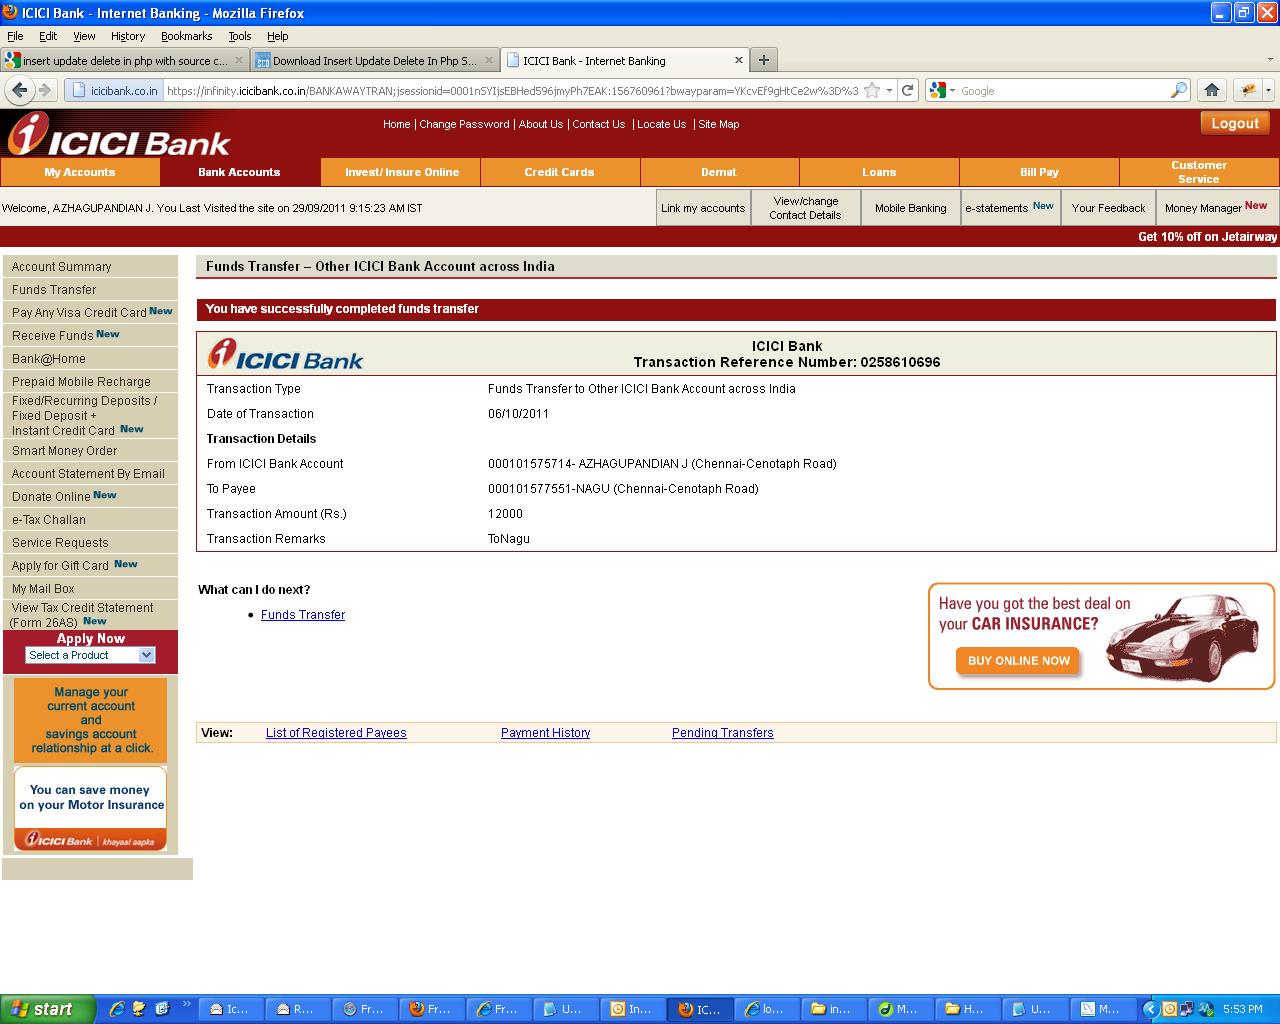 ICICI Bank - Internet Banking - Mozilla Firefox
File Edit View History Bookmarks Tools Help
insert update delete in php with source c... Download Insert Update Delete In Php S... ICICI Bank - Internet Banking
icicibank.co.in https://infinity.icicibank.co.in/BANKAWAYTRAN;jsessionid=0001nSYIjsEBHed596jmyPh7EAK:156760961?bwayparam=YKcvEf9gHtCe2w%3D%3 Google
ICICI Bank Home | Change Password | About Us | Contact Us | Locate Us | Site Map Logout
My Accounts Bank Accounts Invest/ Insure Online Credit Cards Demat Loans Bill Pay Customer Service
Welcome, AZHAGUPANDIAN J. You Last Visited the site on 29/09/2011 9:15:23 AM IST Link my accounts View/change Contact Details Mobile Banking e-statements New Your Feedback Money Manager New
Get 10% off on Jetairway
Account Summary
Funds Transfer
Pay Any Visa Credit Card New
Receive Funds New
Bank@Home
Prepaid Mobile Recharge
Fixed/Recurring Deposits /
Fixed Deposit +
Instant Credit Card New
Smart Money Order
Account Statement By Email
Donate Online New
e-Tax Challan
Service Requests
Apply for Gift Card New
My Mail Box
View Tax Credit Statement
(Form 26AS) New
Apply Now
Select a Product
Manage your
current account
and
savings account
relationship at a click.
You can save money
on your Motor Insurance
ICICI Bank | khayaal aapka
Funds Transfer – Other ICICI Bank Account across India
You have successfully completed funds transfer
ICICI Bank
ICICI Bank
Transaction Reference Number: 0258610696
Transaction Type Funds Transfer to Other ICICI Bank Account across India
Date of Transaction 06/10/2011
Transaction Details
From ICICI Bank Account 000101575714- AZHAGUPANDIAN J (Chennai-Cenotaph Road)
To Payee 000101577551-NAGU (Chennai-Cenotaph Road)
Transaction Amount (Rs.) 12000
Transaction Remarks ToNagu
What can I do next?
• Funds Transfer
Have you got the best deal on
your CAR INSURANCE?
BUY ONLINE NOW
View: List of Registered Payees Payment History Pending Transfers
start Ic... R... Fr... Fr... Fr... U... In... IC... lo... in... M... H... U... M... 5:53 PM